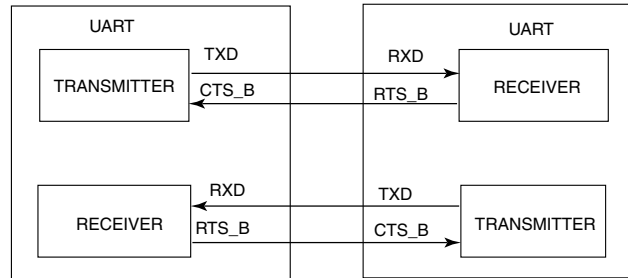 UART
UART
TXD
RXD
TRANSMITTER
CTS_B
RTS_B
RECEIVER
RXD
TXD
RECEIVER
RTS_B
CTS_B
TRANSMITTER